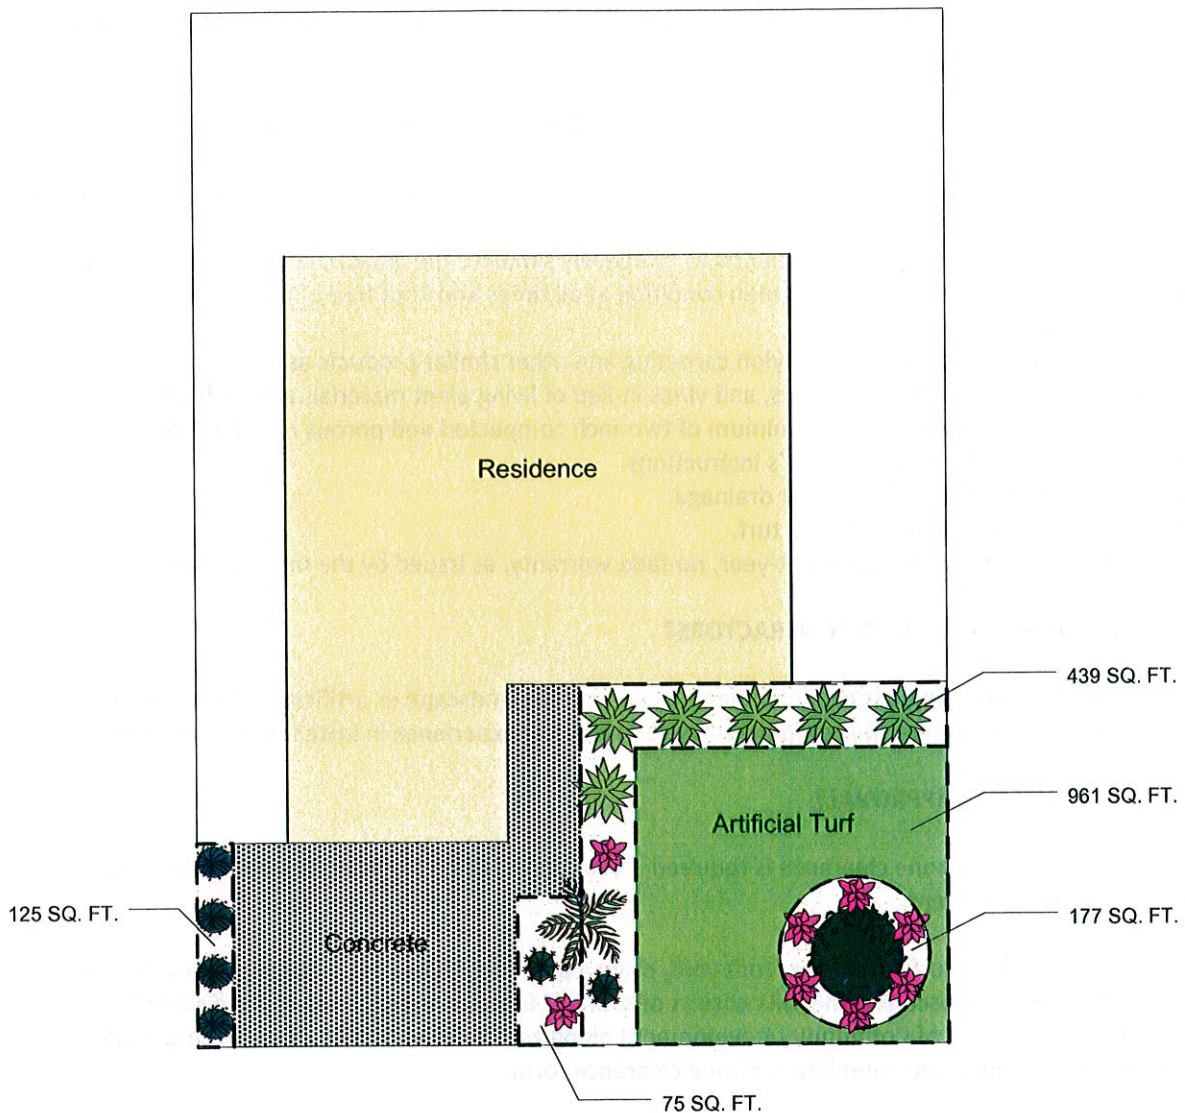 Residence
439 SQ. FT.
961 SQ. FT.
Artificial Turf
125 SQ. FT.
177 SQ. FT.
Concrete
75 SQ. FT.